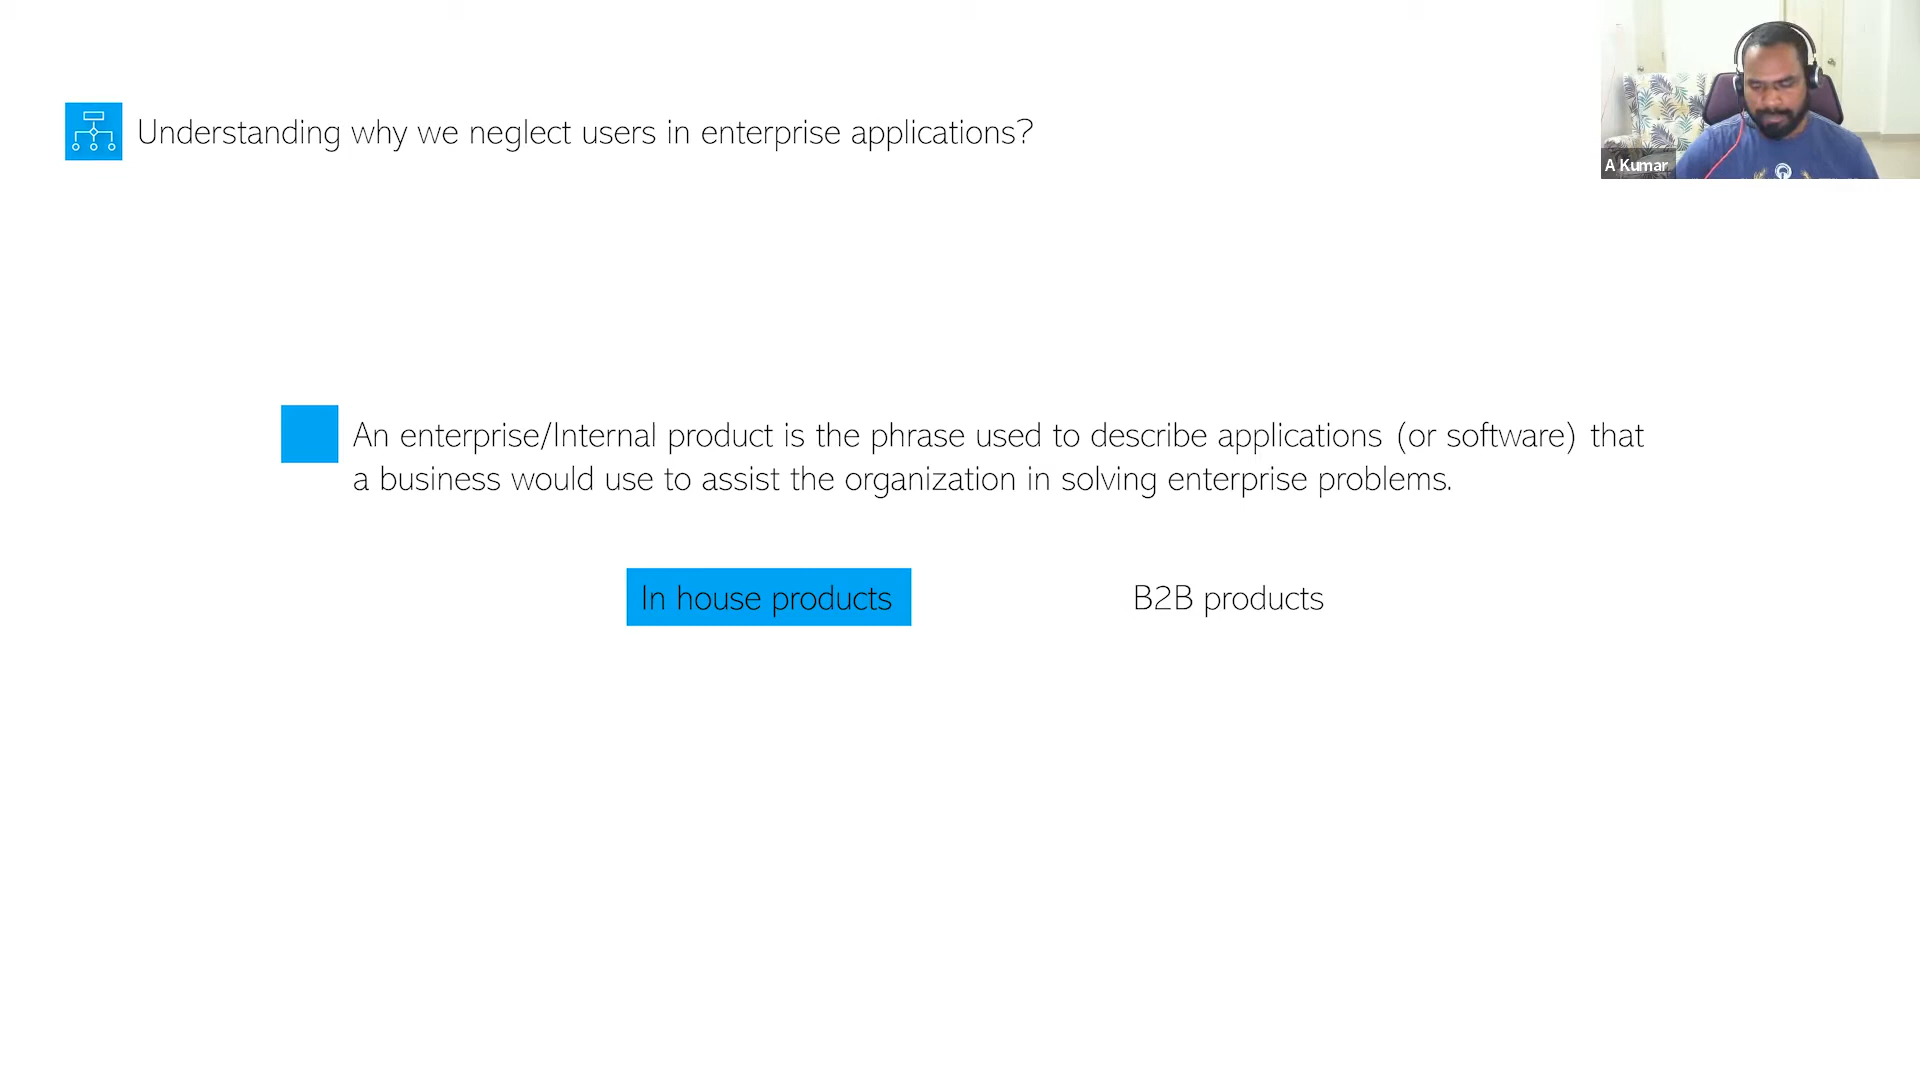 Understanding why we neglect users in enterprise applications?
A Kumar
An enterprise/Internal product is the phrase used to describe applications (or software) that
a business would use to assist the organization in solving enterprise problems.
In house products
B2B products